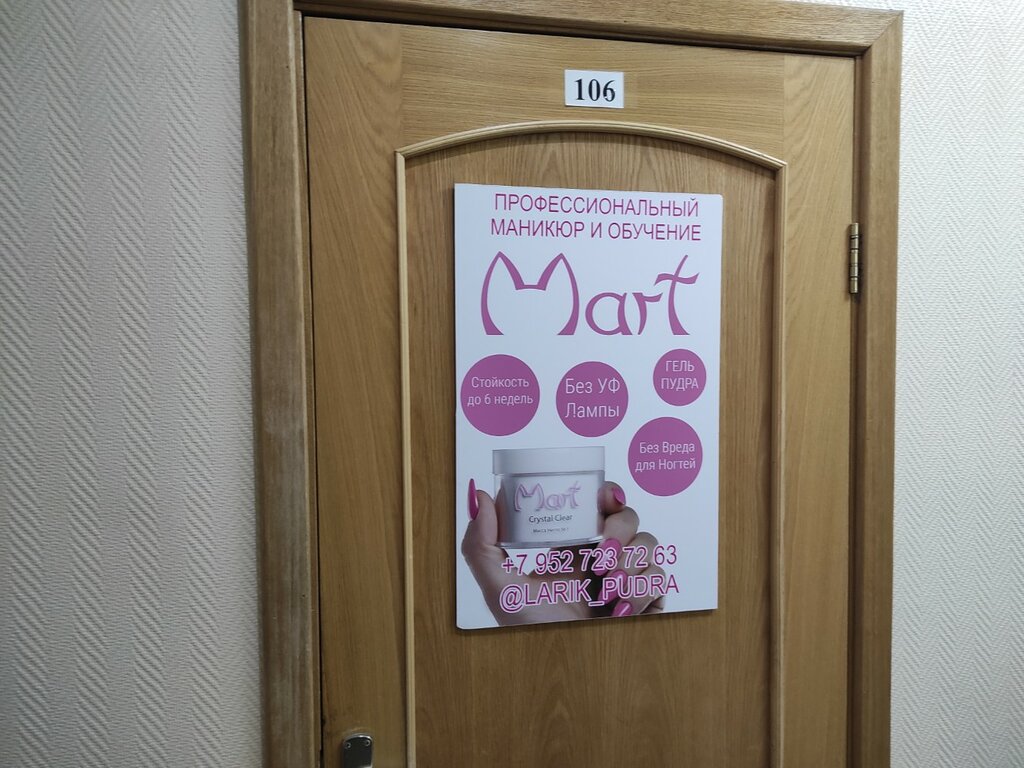 106
ПРОФЕССИОНАЛЬНЫЙ
МАНИКЮР И ОБУЧЕНИЕ
Mart
Стойкость
до 6 недель
Без УФ
Лампы
ГЕЛЬ
ПУДРА
Без Вреда
для Ногтей
Mart
Crystal Clear
+7 952 723 72 63
@LARIK_PUDRA